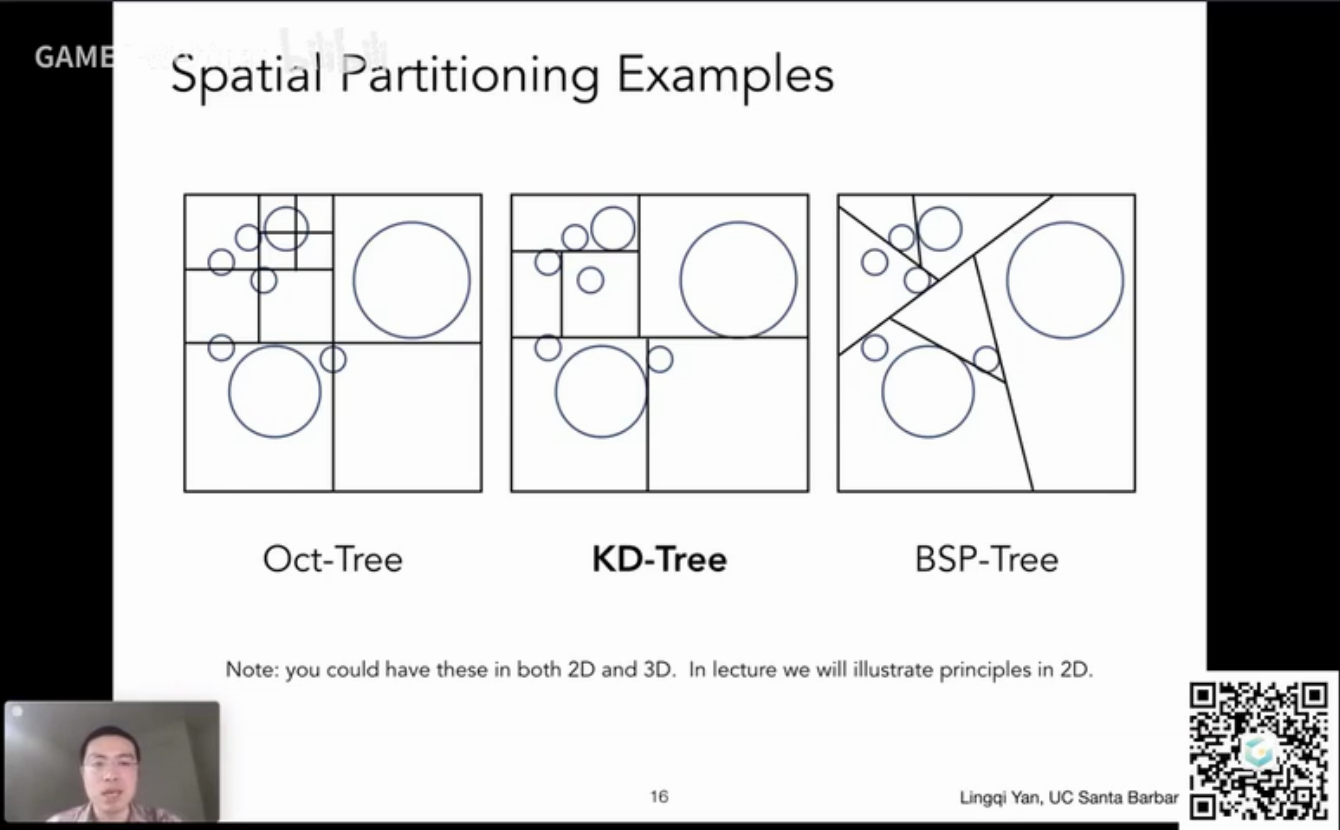 GAME
Spatial Partitioning Examples
Oct-Tree
KD-Tree
BSP-Tree
Note: you could have these in both 2D and 3D. In lecture we will illustrate principles in 2D.
16
Lingqi Yan, UC Santa Barbar